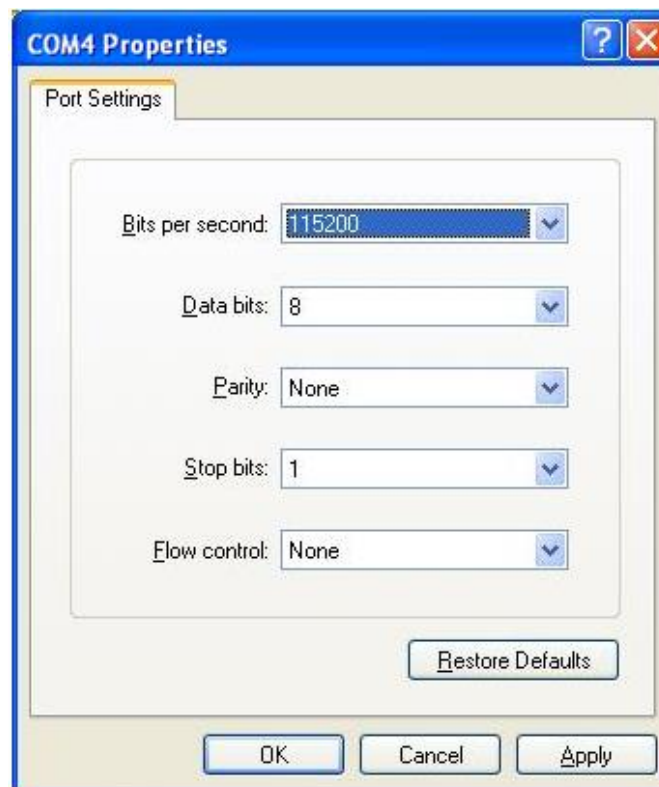 COM4 Properties
Port Settings
Bits per second: 115200
Data bits: 8
Parity: None
Stop bits: 1
Flow control: None
Restore Defaults
OK Cancel Apply